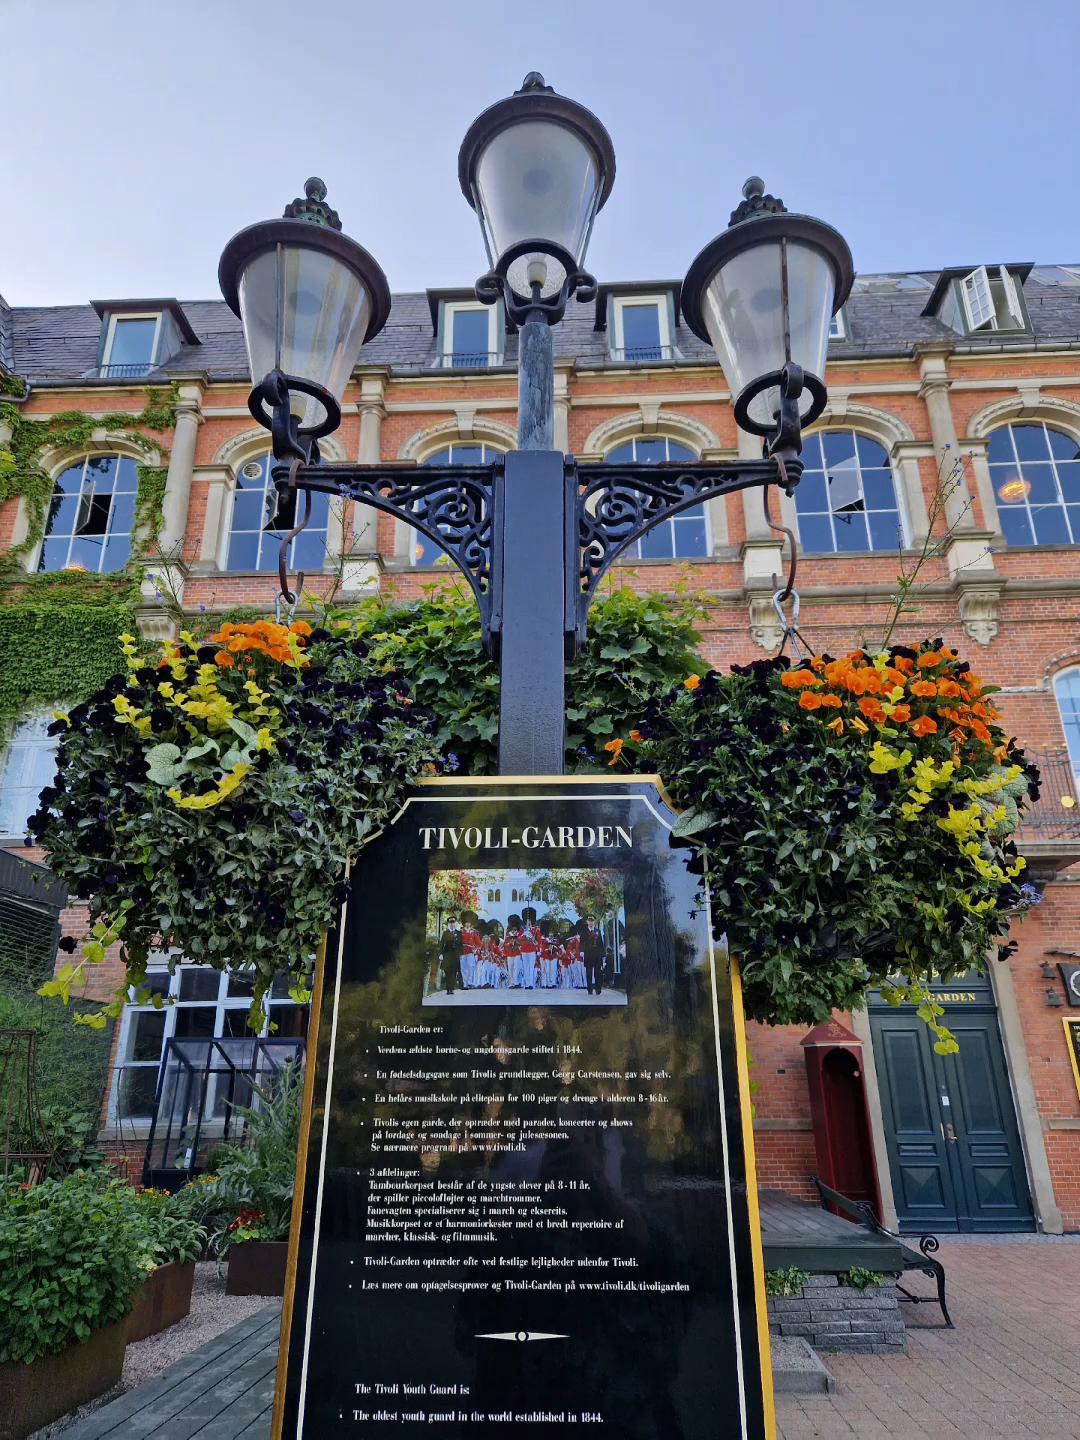 TIVOLI-GARDEN
Tivoli-Garden er:
• Verdens ældste børne- og ungdomsgarde stiftet i 1844.
• En fødselsdagsgave som Tivolis grundlægger, Georg Carstensen, gav sig selv.
• En helårs musikskole på eliteplan for 100 piger og drenge i alderen 8-16 år.
• Tivolis egen garde, der optræder med parader, koncerter og shows
på lørdage og søndage i sommer- og julesæsonen.
Se nærmere program på www.tivoli.dk
• 3 afdelinger:
Tambourkorpset består af de yngste elever på 8-11 år,
der spiller piccolofløjter og marchtrommer.
Fanevagten specialiserer sig i march og eksercits.
Musikkorpset er et harmoniorkester med et bredt repertoire af
marcher, klassisk- og filmmusik.
• Tivoli-Garden optræder ofte ved festlige lejligheder udenfor Tivoli.
• Læs mere om optagelsesprøver og Tivoli-Garden på www.tivoli.dk/tivoligarden
The Tivoli Youth Guard is:
• The oldest youth guard in the world established in 1844.
GARDEN